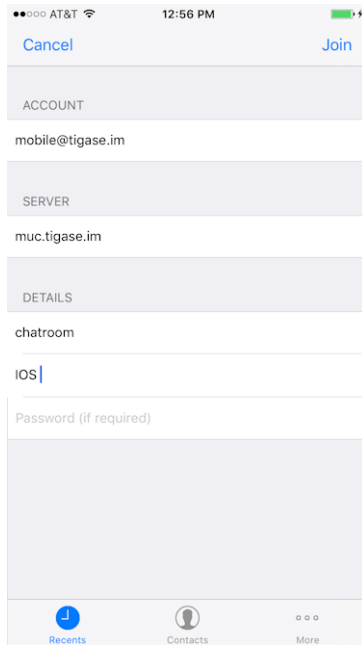 AT&T 12:56 PM
Cancel Join
ACCOUNT
mobile@tigase.im
SERVER
muc.tigase.im
DETAILS
chatroom
IOS
Password (if required)
Recents Contacts More